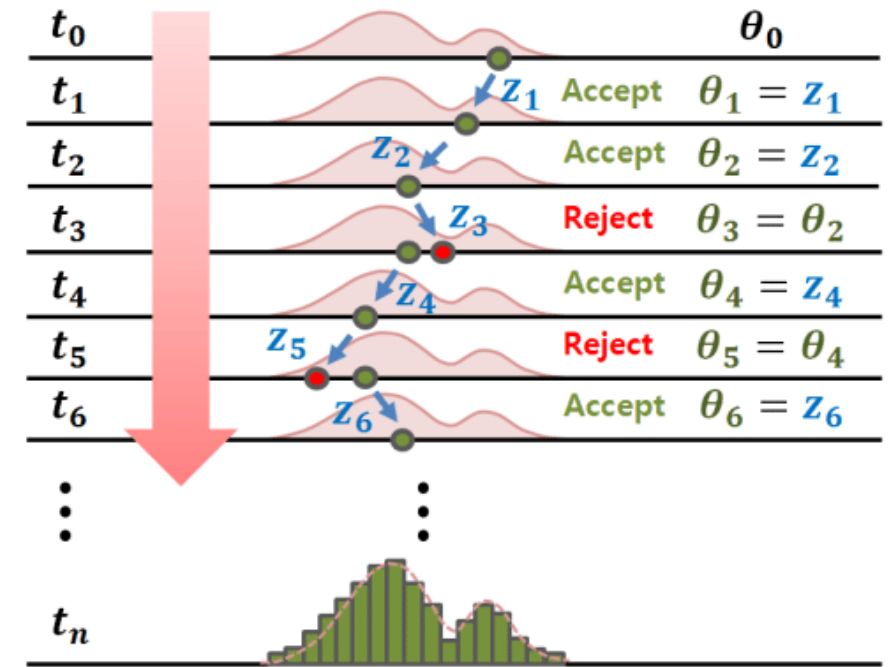 t₀ θ₀
t₁ z₁ Accept θ₁ = z₁
t₂ z₂ Accept θ₂ = z₂
t₃ z₃ Reject θ₃ = θ₂
t₄ z₄ Accept θ₄ = z₄
t₅ z₅ Reject θ₅ = θ₄
t₆ z₆ Accept θ₆ = z₆
tₙ